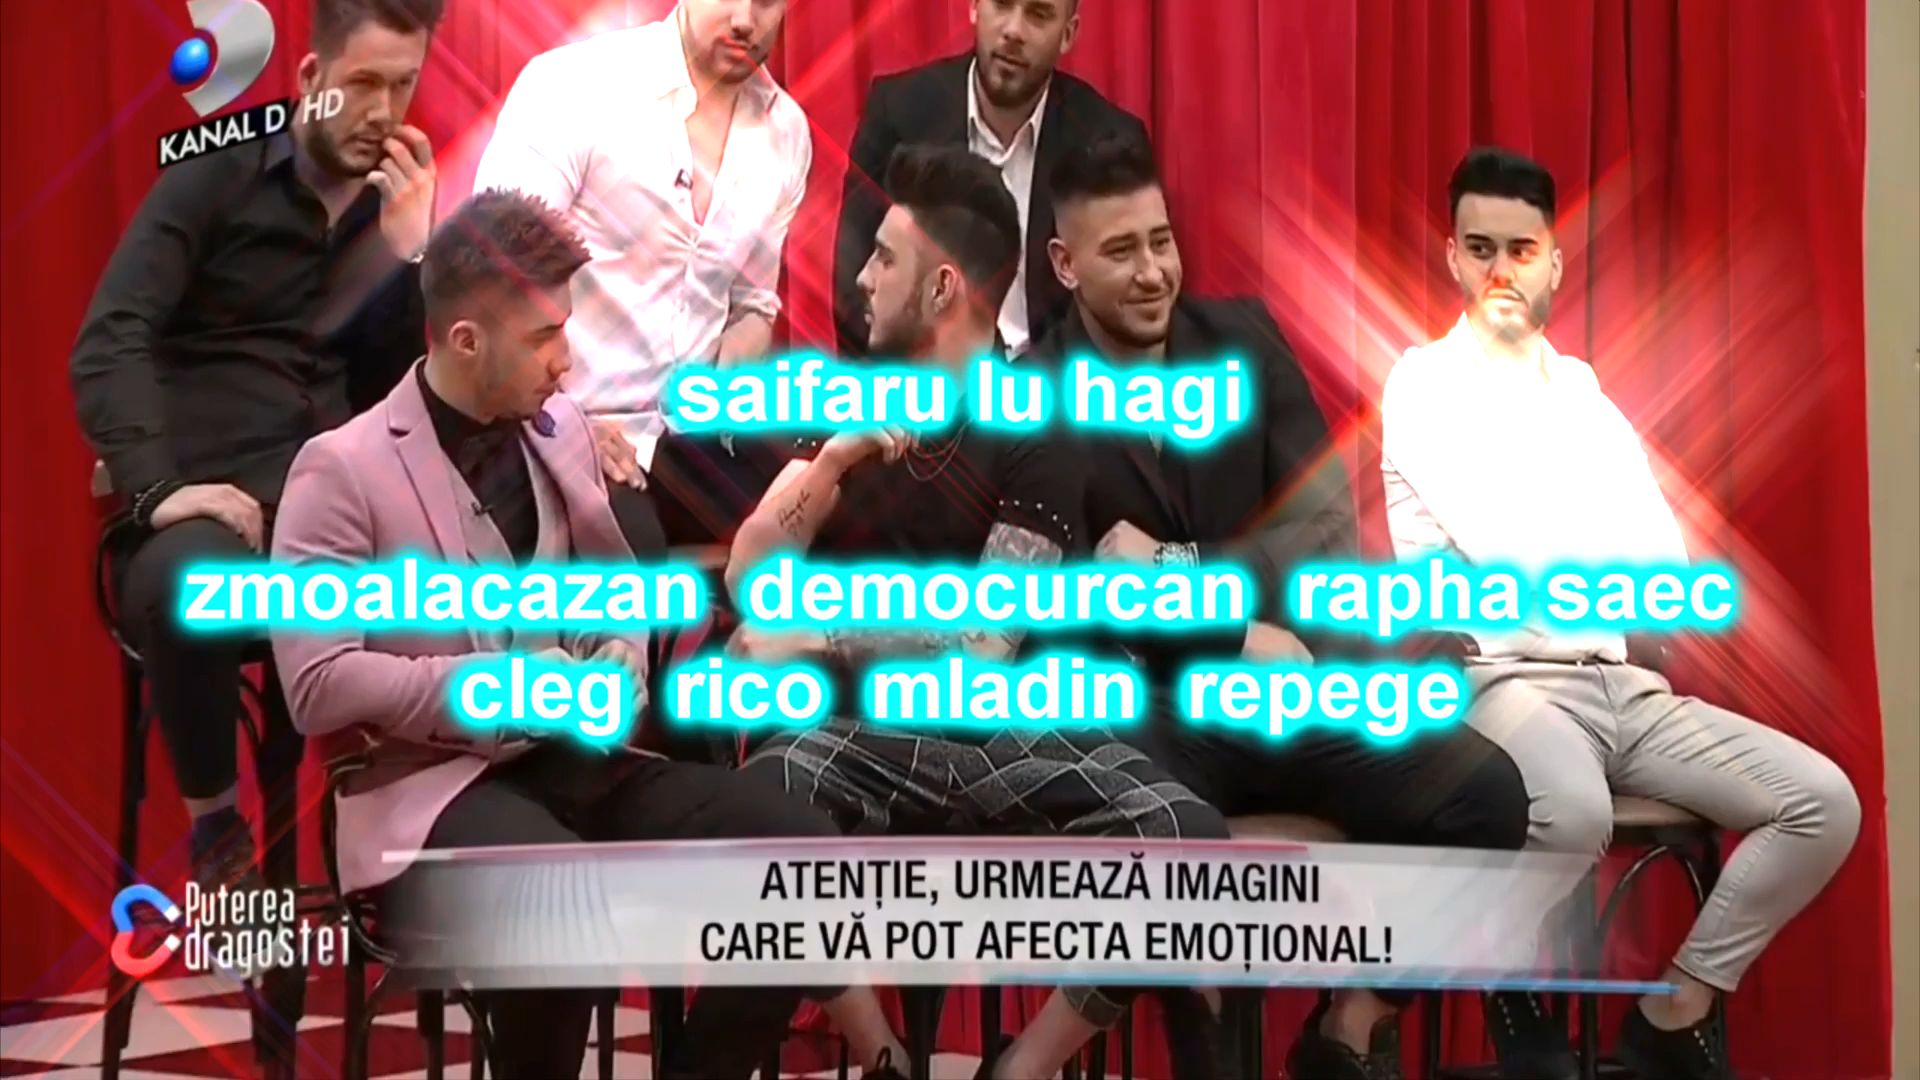 KANAL D HD
saifaru lu hagi
zmoalacazan democurcan rapha saec
cleg rico mladin repege
Puterea
dragostei
ATENȚIE, URMEAZĂ IMAGINI
CARE VĂ POT AFECTA EMOȚIONAL!